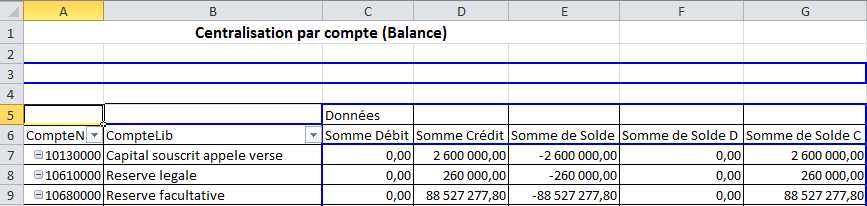 A B C D E F G
1 Centralisation par compte (Balance)
2
3
4
5 Données
6 CompteN CompteLib Somme Débit Somme Crédit Somme de Solde Somme de Solde D Somme de Solde C
7 10130000 Capital souscrit appele verse 0,00 2 600 000,00 -2 600 000,00 0,00 2 600 000,00
8 10610000 Reserve legale 0,00 260 000,00 -260 000,00 0,00 260 000,00
9 10680000 Reserve facultative 0,00 88 527 277,80 -88 527 277,80 0,00 88 527 277,80